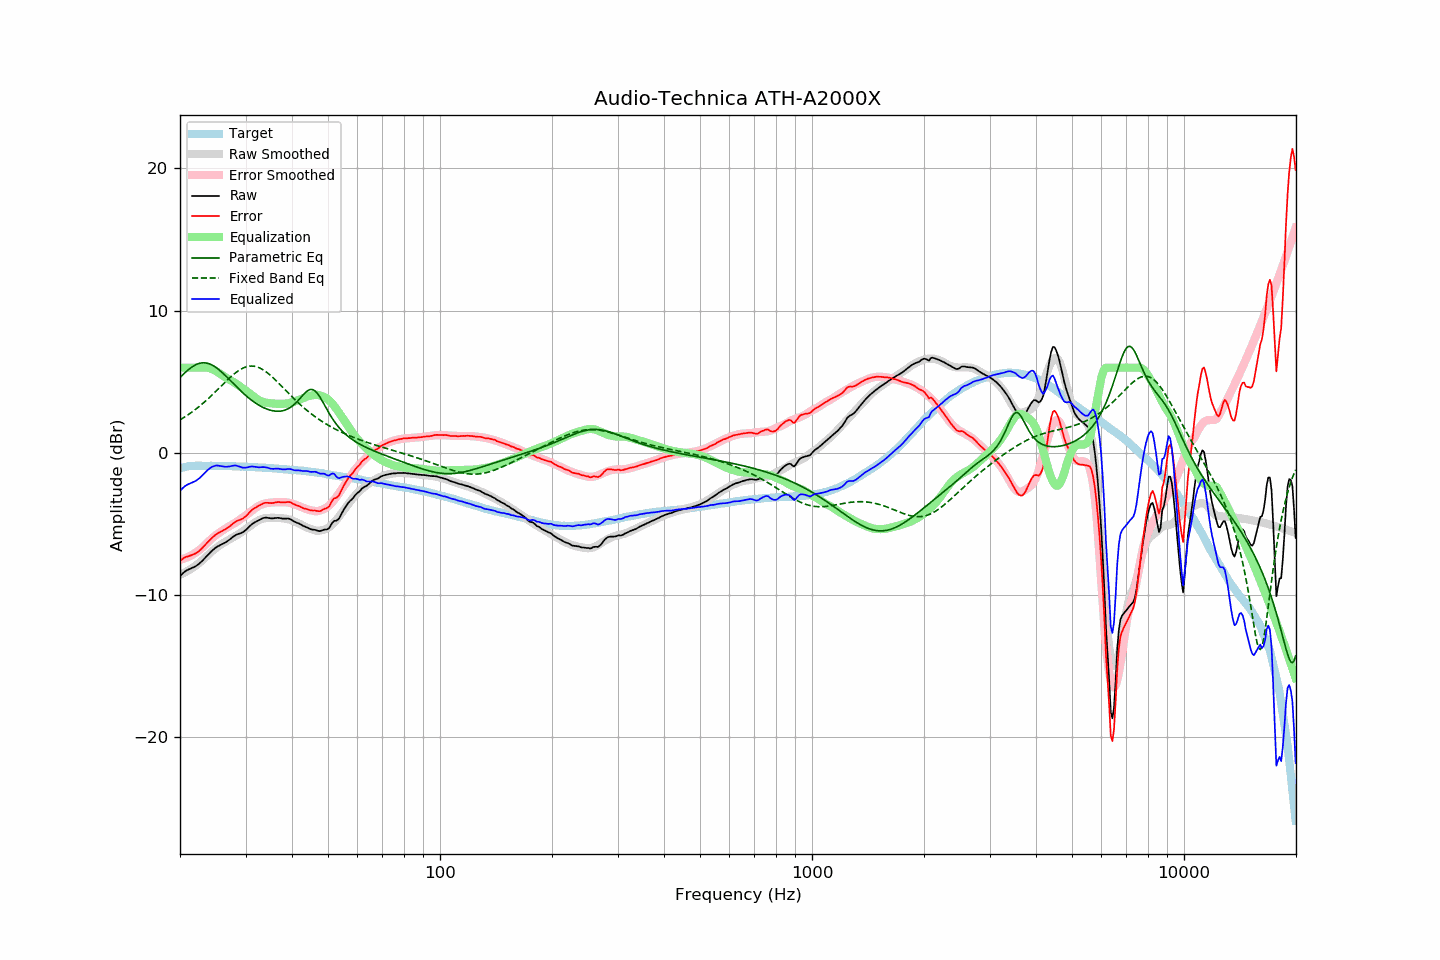 Audio-Technica ATH-A2000X
Target
Raw Smoothed
Error Smoothed
Raw
Error
Equalization
Parametric Eq
Fixed Band Eq
Equalized
Amplitude (dBr)
20
10
0
−10
−20
100
1000
10000
Frequency (Hz)